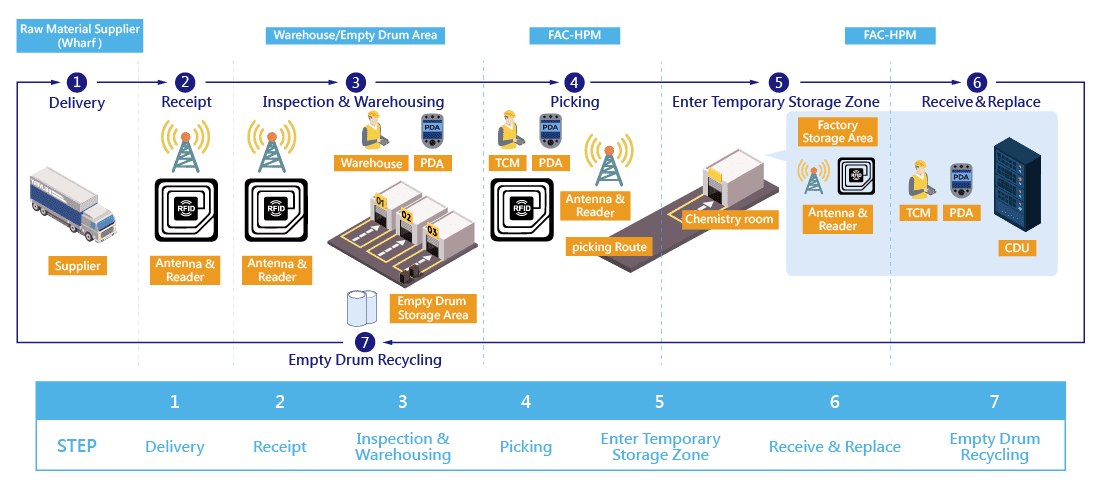 Raw Material Supplier
(Wharf )
Warehouse/Empty Drum Area
FAC-HPM
FAC-HPM
1
Delivery
2
Receipt
3
Inspection & Warehousing
4
Picking
5
Enter Temporary Storage Zone
6
Receive & Replace
Supplier
RFID
Antenna &
Reader
RFID
Antenna &
Reader
Warehouse
PDA
PDA
01
02
03
Empty Drum
Storage Area
TCM
PDA
PDA
RFID
Antenna &
Reader
picking Route
Chemistry room
Factory
Storage Area
RFID
Antenna &
Reader
TCM
PDA
PDA
CDU
7
Empty Drum Recycling
1
2
3
4
5
6
7
STEP
Delivery
Receipt
Inspection &
Warehousing
Picking
Enter Temporary
Storage Zone
Receive & Replace
Empty Drum
Recycling